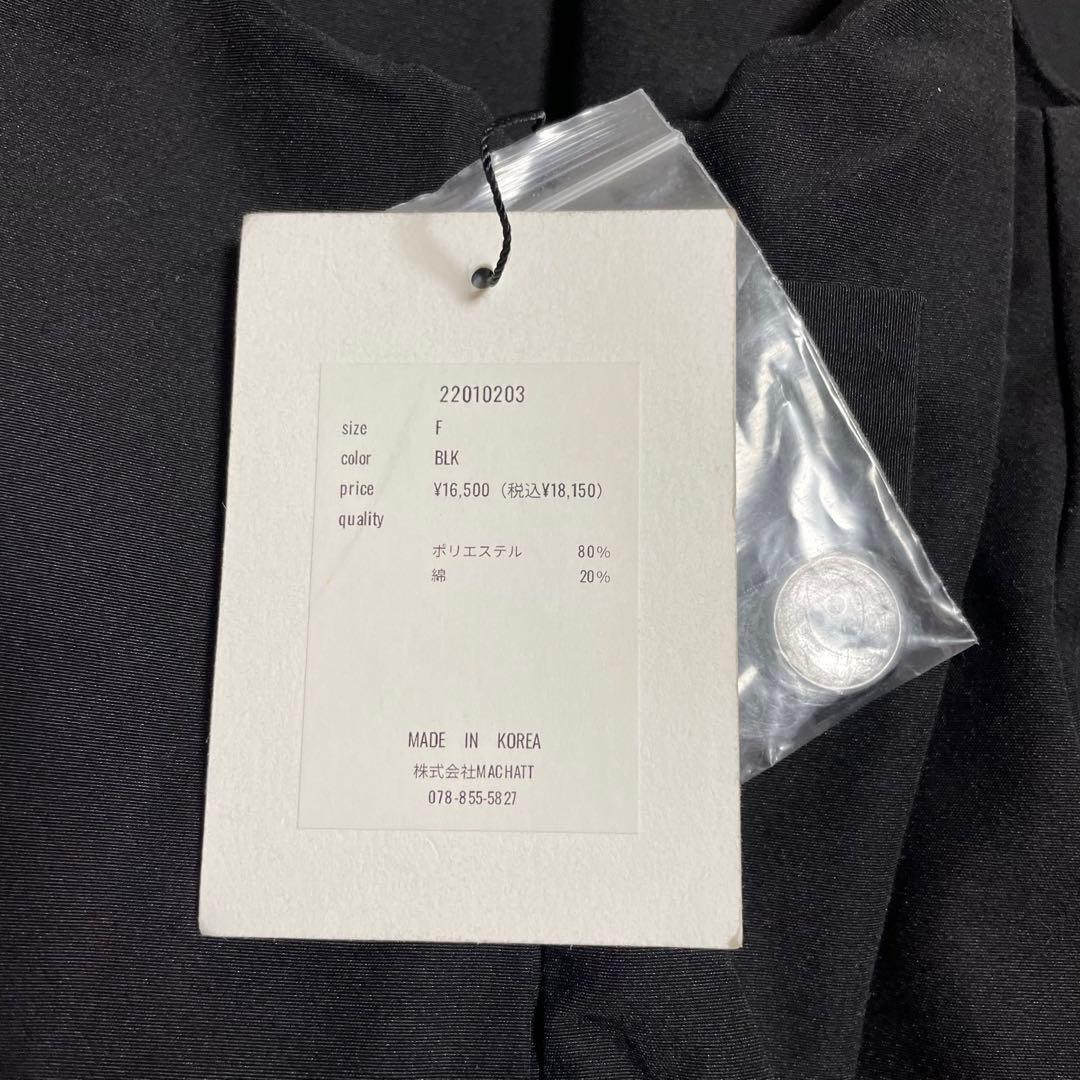 22010203
size F
color BLK
price ¥16,500（税込¥18,150）
quality
ポリエステル 80%
綿 20%
MADE IN KOREA
株式会社MACHATT
078-855-5827